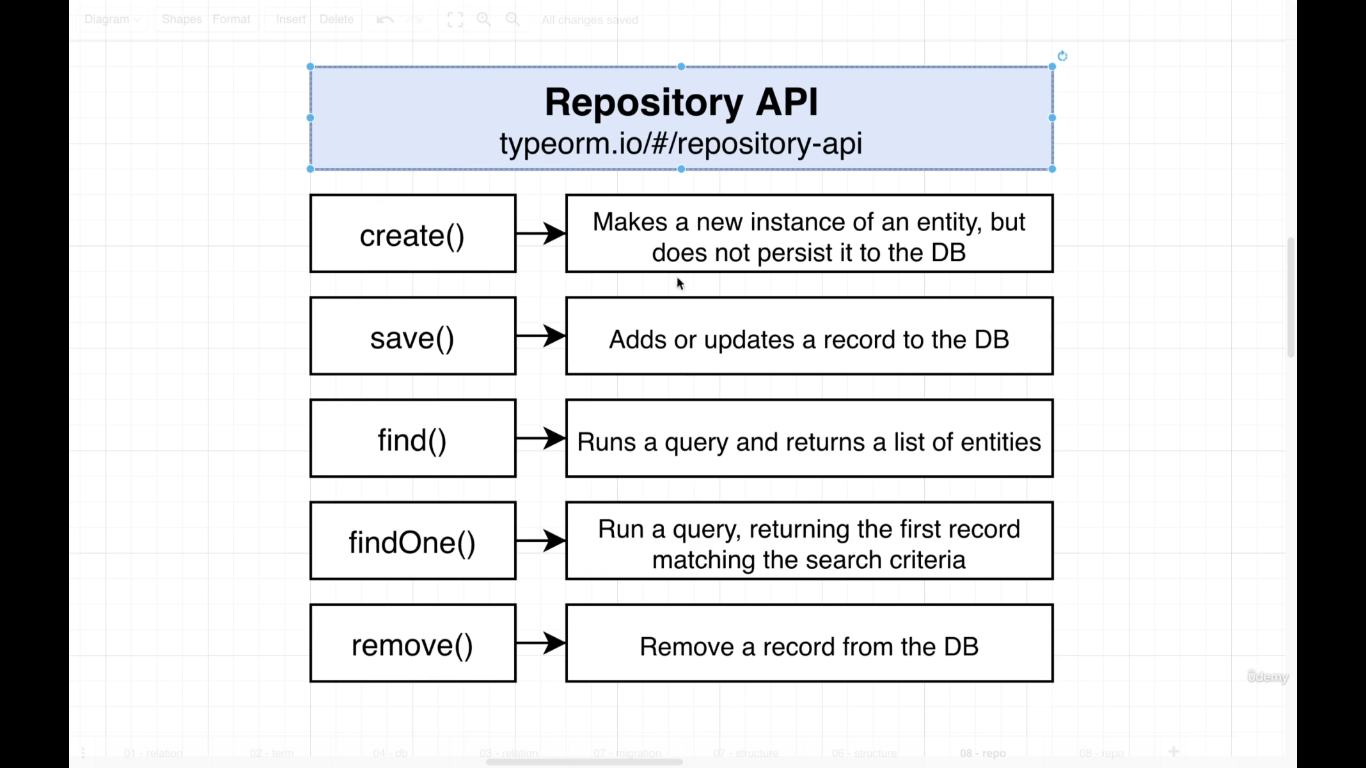 Diagram Shapes Format Insert Delete All changes saved
Repository API
typeorm.io/#/repository-api
create()
Makes a new instance of an entity, but
does not persist it to the DB
save()
Adds or updates a record to the DB
find()
Runs a query and returns a list of entities
findOne()
Run a query, returning the first record
matching the search criteria
remove()
Remove a record from the DB
ûdemy
01 - relation 02 - term 04 - db 03 - relation 07 - migration 07 - structure 06 - structure 08 - repo 08 - repo